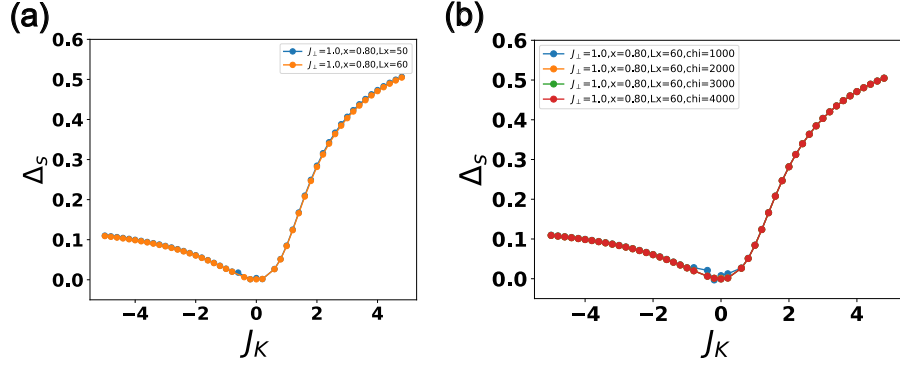 (a)
0.6
0.5
0.4
0.3
0.2
0.1
0.0
Δs
−4 −2 0 2 4
J_K
J⊥=1.0,x=0.80,Lx=50
J⊥=1.0,x=0.80,Lx=60
(b)
0.6
0.5
0.4
0.3
0.2
0.1
0.0
Δs
−4 −2 0 2 4
J_K
J⊥=1.0,x=0.80,Lx=60,chi=1000
J⊥=1.0,x=0.80,Lx=60,chi=2000
J⊥=1.0,x=0.80,Lx=60,chi=3000
J⊥=1.0,x=0.80,Lx=60,chi=4000